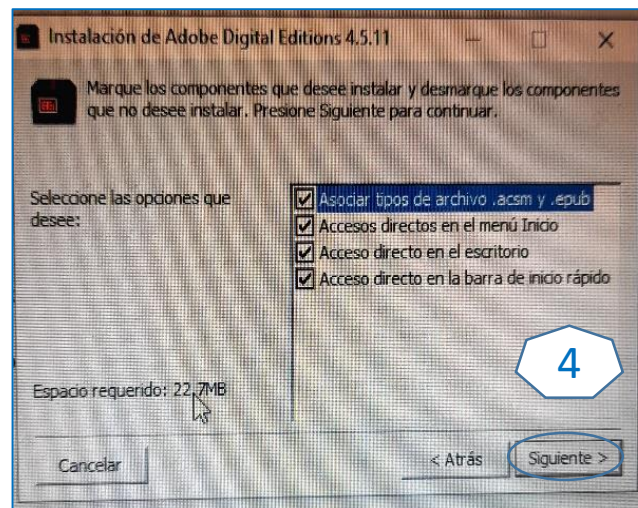 Instalación de Adobe Digital Editions 4.5.11
Marque los componentes que desee instalar y desmarque los componentes
que no desee instalar. Presione Siguiente para continuar.
Seleccione las opciones que
desee:
Asociar tipos de archivo .acsm y .epub
Accesos directos en el menú Inicio
Acceso directo en el escritorio
Acceso directo en la barra de inicio rápido
4
Espacio requerido: 22.7MB
Cancelar
< Atrás
Siguiente >